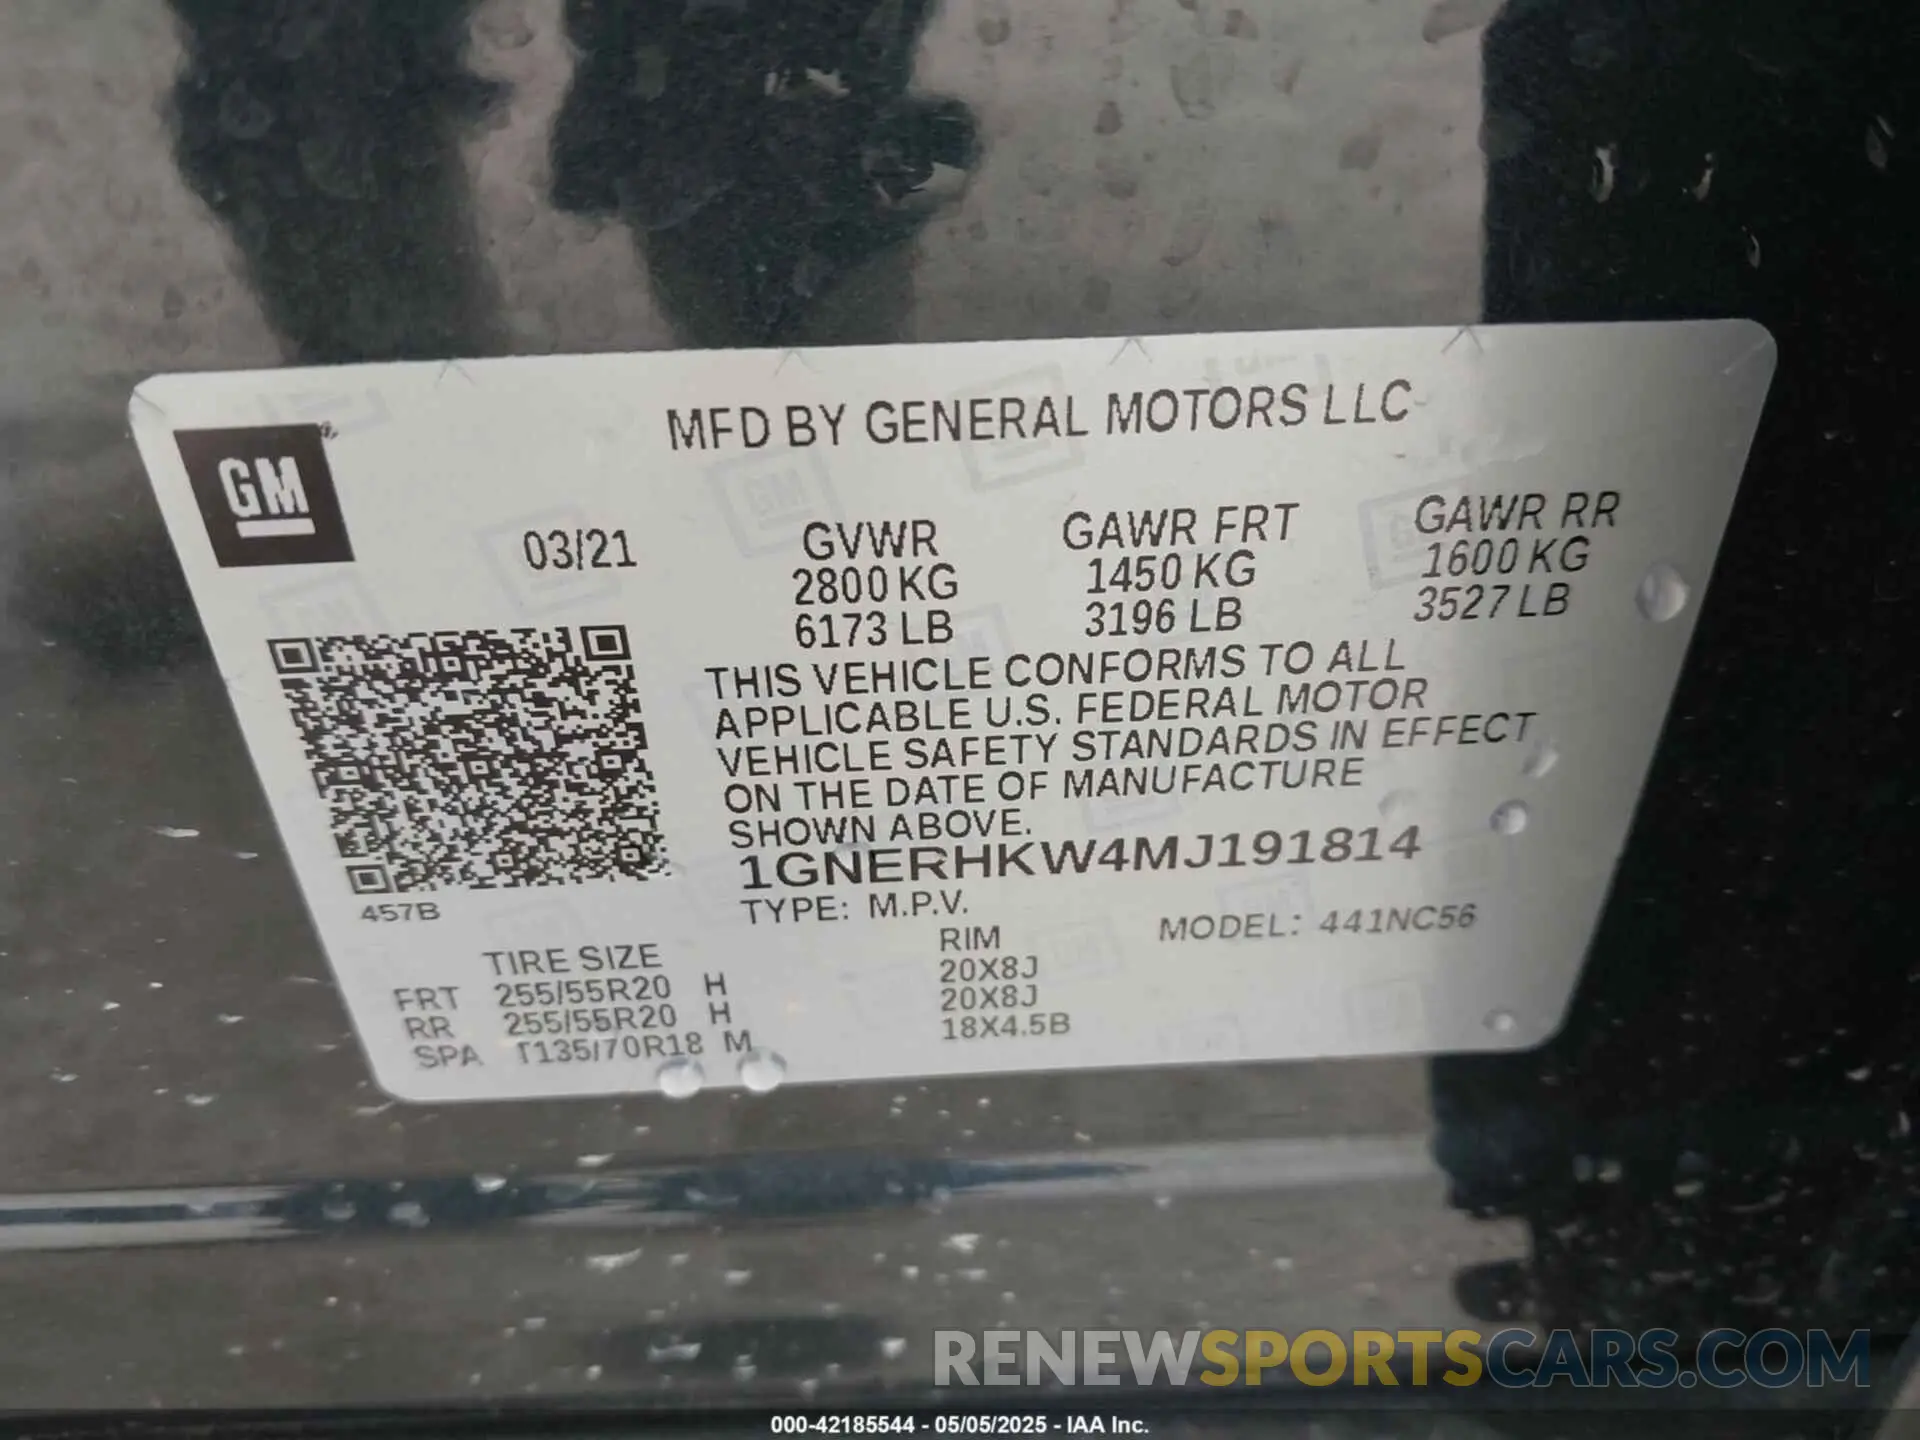 MFD BY GENERAL MOTORS LLC
GM
03/21 GVWR GAWR FRT GAWR RR
2800 KG 1450 KG 1600 KG
6173 LB 3196 LB 3527 LB
THIS VEHICLE CONFORMS TO ALL
APPLICABLE U.S. FEDERAL MOTOR
VEHICLE SAFETY STANDARDS IN EFFECT
ON THE DATE OF MANUFACTURE
SHOWN ABOVE.
1GNERHKW4MJ191814
457B
TYPE: M.P.V. MODEL: 441NC56
TIRE SIZE RIM
FRT 255/55R20 H 20X8J
RR 255/55R20 H 20X8J
SPA T135/70R18 M 18X4.5B
RENEWSPORTSCARS.COM
000-42185544 - 05/05/2025 - IAA Inc.